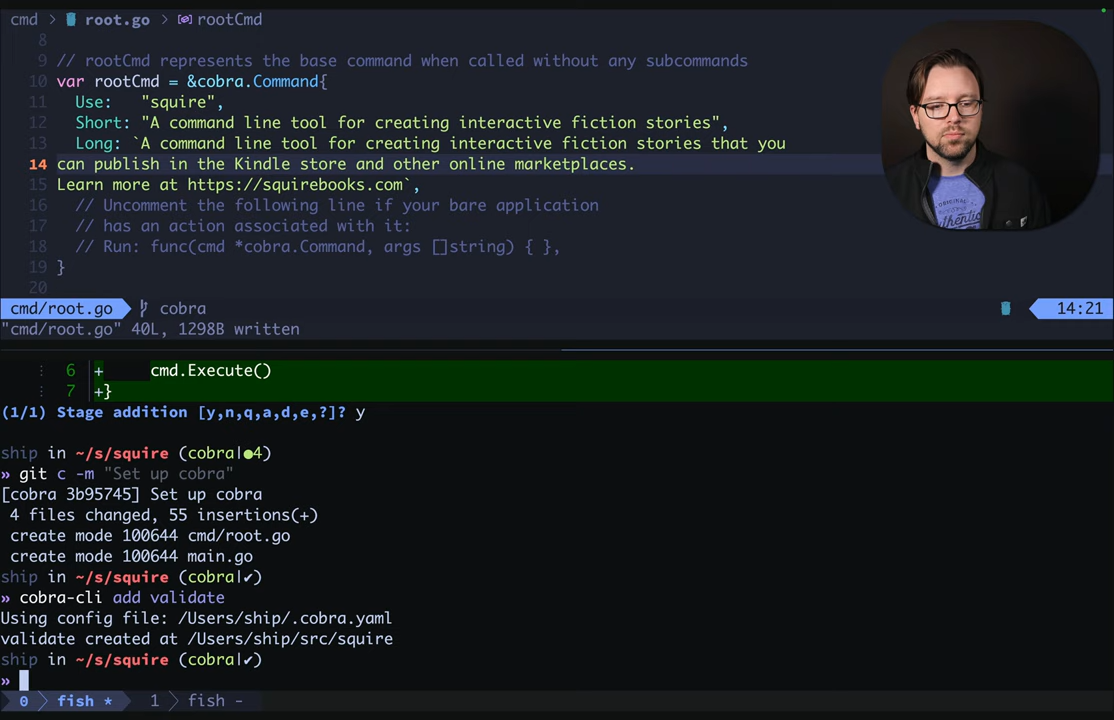 cmd > root.go > rootCmd
8
9 // rootCmd represents the base command when called without any subcommands
10 var rootCmd = &cobra.Command{
11 Use: "squire",
12 Short: "A command line tool for creating interactive fiction stories",
13 Long: `A command line tool for creating interactive fiction stories that you
14 can publish in the Kindle store and other online marketplaces.
15 Learn more at https://squirebooks.com`,
16 // Uncomment the following line if your bare application
17 // has an action associated with it:
18 // Run: func(cmd *cobra.Command, args []string) { },
19 }
20
cmd/root.go cobra 14:21
"cmd/root.go" 40L, 1298B written
6 + cmd.Execute()
7 +}
(1/1) Stage addition [y,n,q,a,d,e,?]? y
ship in ~/s/squire (cobra|●4)
» git c -m "Set up cobra"
[cobra 3b95745] Set up cobra
4 files changed, 55 insertions(+)
create mode 100644 cmd/root.go
create mode 100644 main.go
ship in ~/s/squire (cobra|✔)
» cobra-cli add validate
Using config file: /Users/ship/.cobra.yaml
validate created at /Users/ship/src/squire
ship in ~/s/squire (cobra|✔)
»
0 fish * 1 fish -